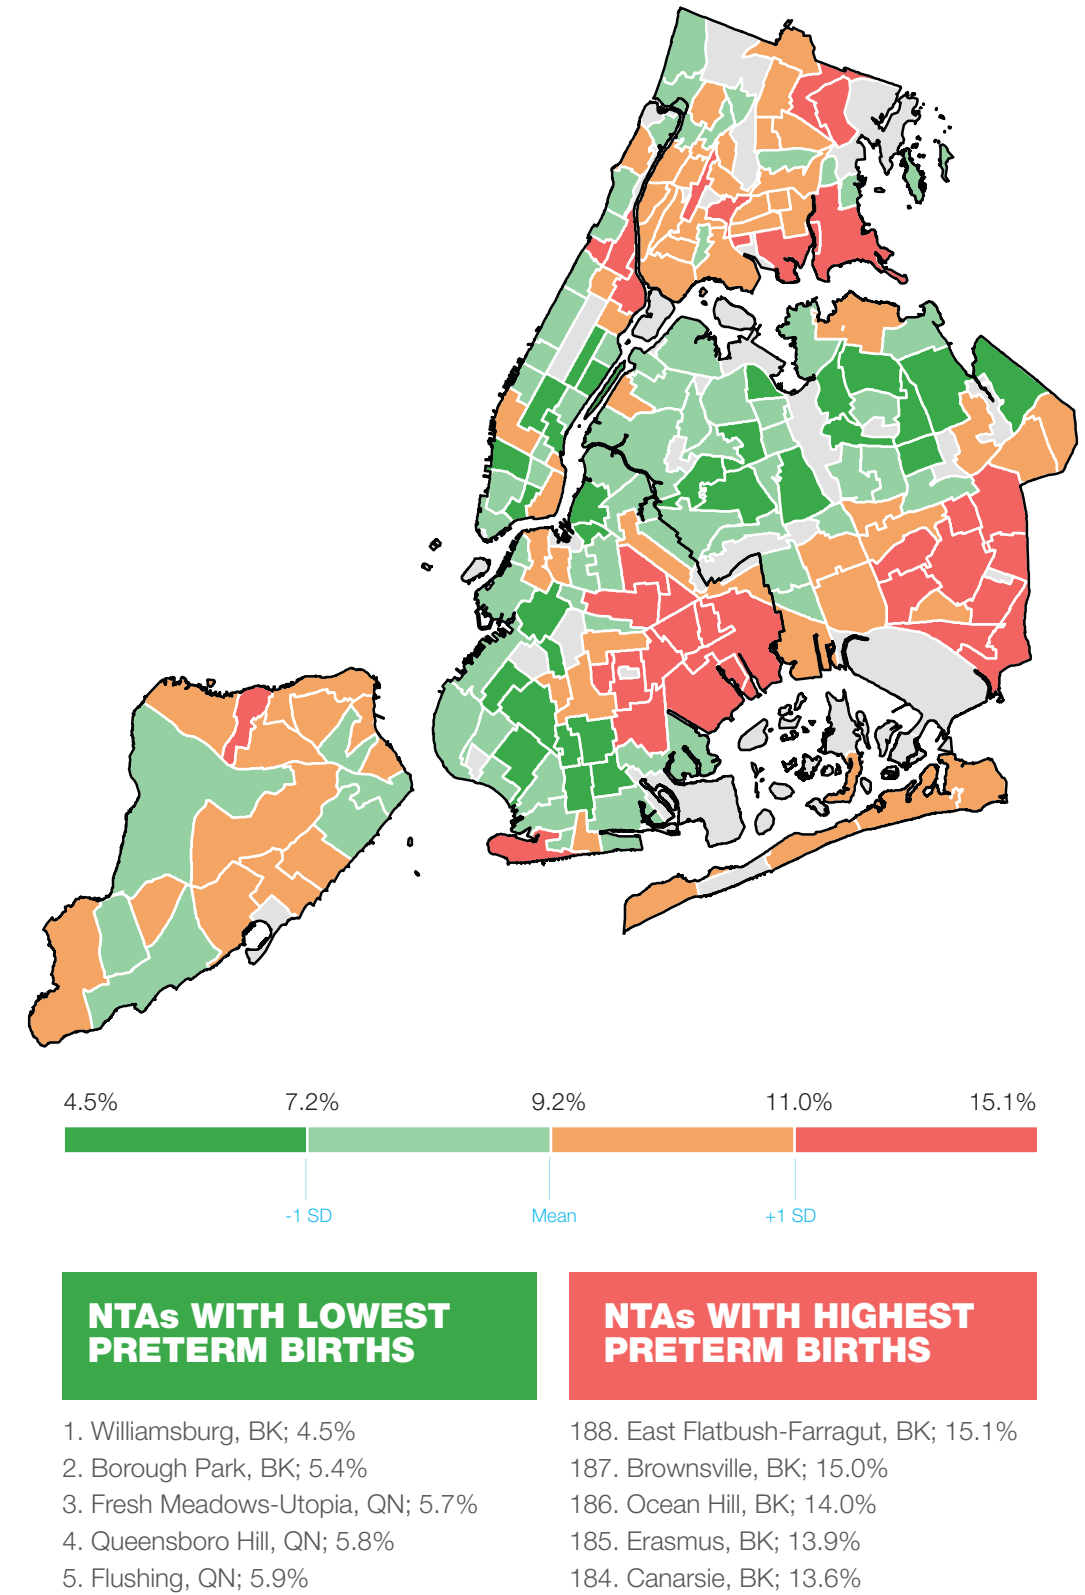 4.5% 7.2% 9.2% 11.0% 15.1%
-1 SD Mean +1 SD
NTAs WITH LOWEST
PRETERM BIRTHS
1. Williamsburg, BK; 4.5%
2. Borough Park, BK; 5.4%
3. Fresh Meadows-Utopia, QN; 5.7%
4. Queensboro Hill, QN; 5.8%
5. Flushing, QN; 5.9%
NTAs WITH HIGHEST
PRETERM BIRTHS
188. East Flatbush-Farragut, BK; 15.1%
187. Brownsville, BK; 15.0%
186. Ocean Hill, BK; 14.0%
185. Erasmus, BK; 13.9%
184. Canarsie, BK; 13.6%